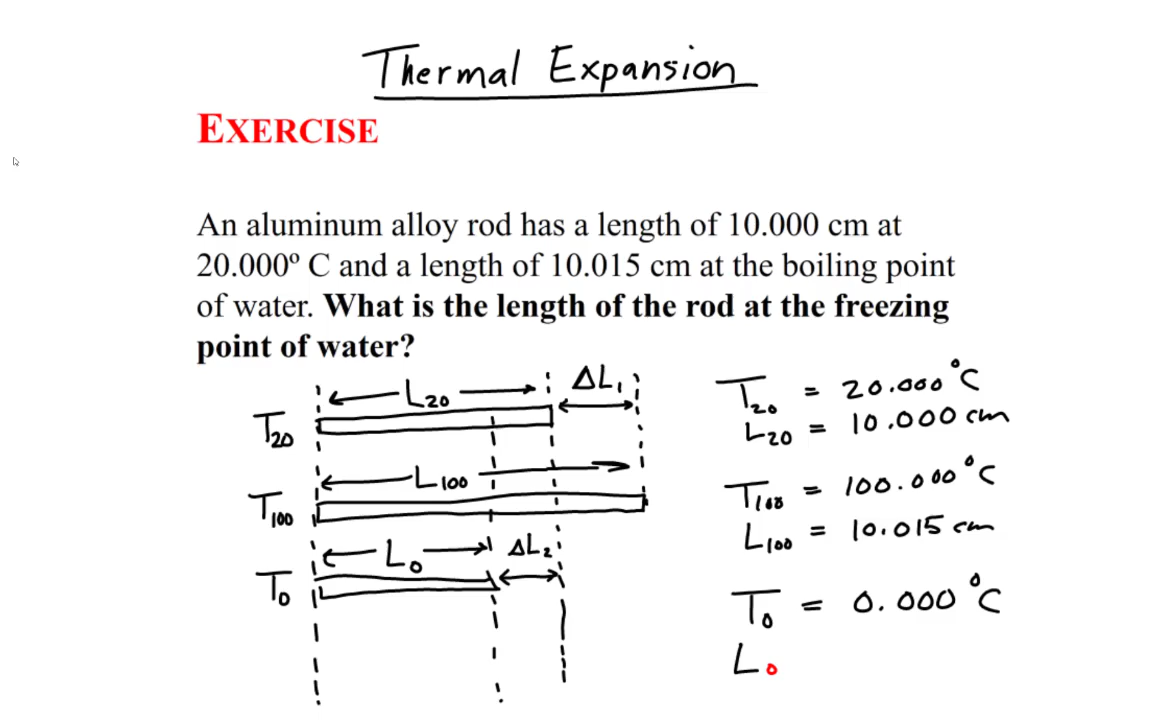 Thermal Expansion
EXERCISE
An aluminum alloy rod has a length of 10.000 cm at
20.000º C and a length of 10.015 cm at the boiling point
of water. What is the length of the rod at the freezing
point of water?
L₂₀ ΔL₁
T₂₀
L₁₀₀
T₁₀₀
L₀ ΔL₂
T₀
T₂₀ = 20.000°C
L₂₀ = 10.000 cm
T₁₀₀ = 100.000°C
L₁₀₀ = 10.015 cm
T₀ = 0.000°C
L₀